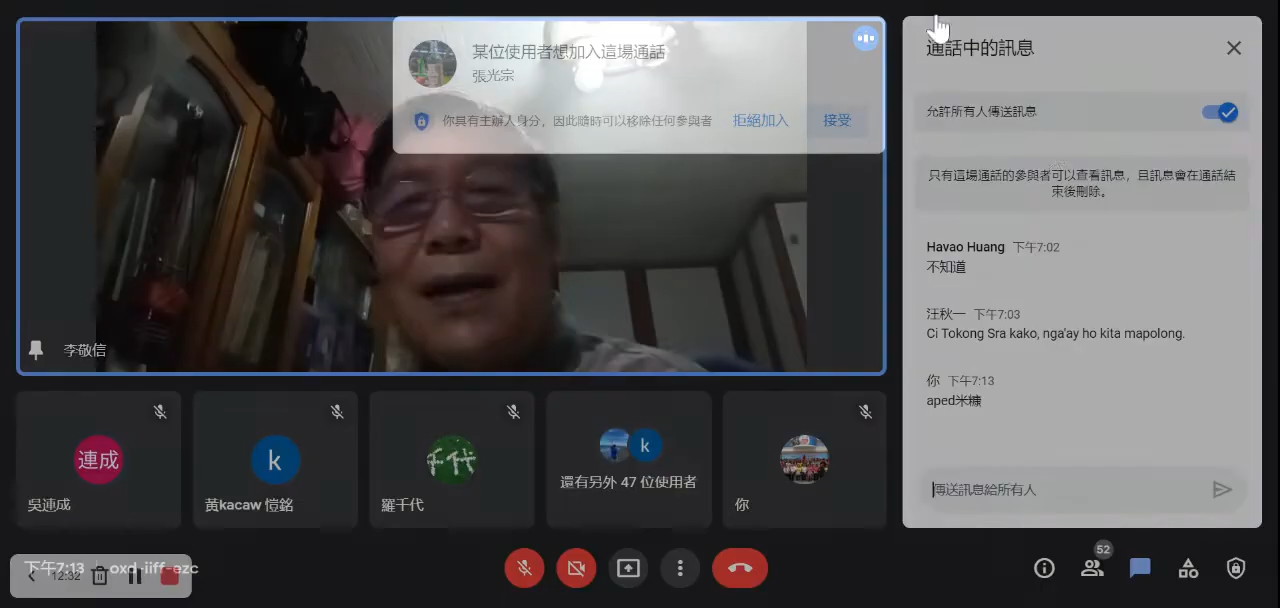 某位使用者想加入這場通話
張光宗
你具有主辦人身分，因此隨時可以移除任何參與者
拒絕加入
接受
李敬信
連成
吳連成
k
黃kacaw 愷銘
千代
羅千代
k
還有另外 47 位使用者
你
通話中的訊息
允許所有人傳送訊息
只有這場通話的參與者可以查看訊息，且訊息會在通話結
束後刪除。
Havao Huang 下午7:02
不知道
汪秋一 下午7:03
Ci Tokong Sra kako, nga'ay ho kita mapolong.
你 下午7:13
aped米糠
傳送訊息給所有人
下午7:13 | oxd-iiff-ezc
12:32
52